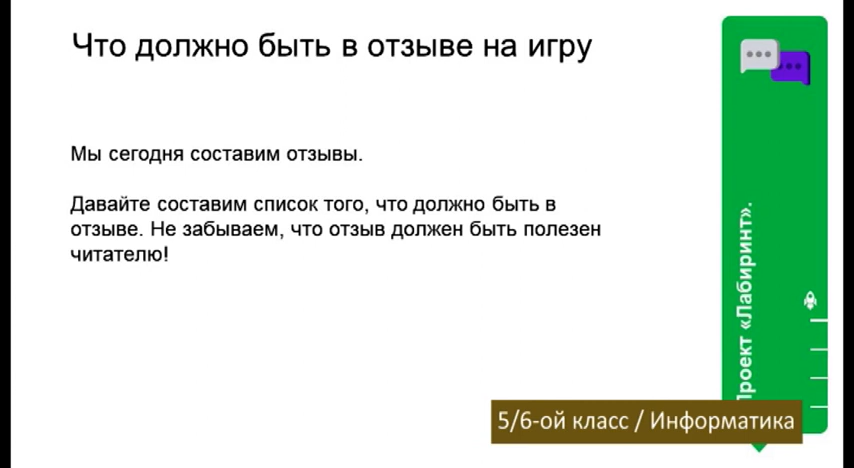 Что должно быть в отзыве на игру
Мы сегодня составим отзывы.
Давайте составим список того, что должно быть в
отзыве. Не забываем, что отзыв должен быть полезен
читателю!
Проект «Лабиринт».
5/6-ой класс / Информатика